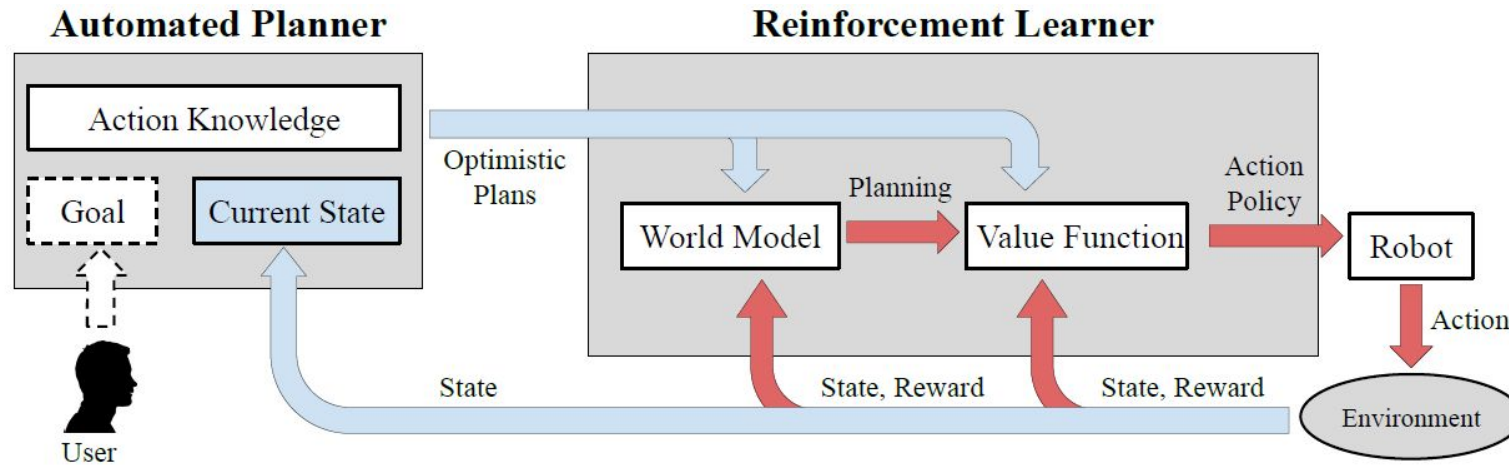 Automated Planner
Reinforcement Learner
Action Knowledge
Goal
Current State
Optimistic
Plans
World Model
Planning
Value Function
Action
Policy
Robot
Action
State
State, Reward
State, Reward
Environment
User